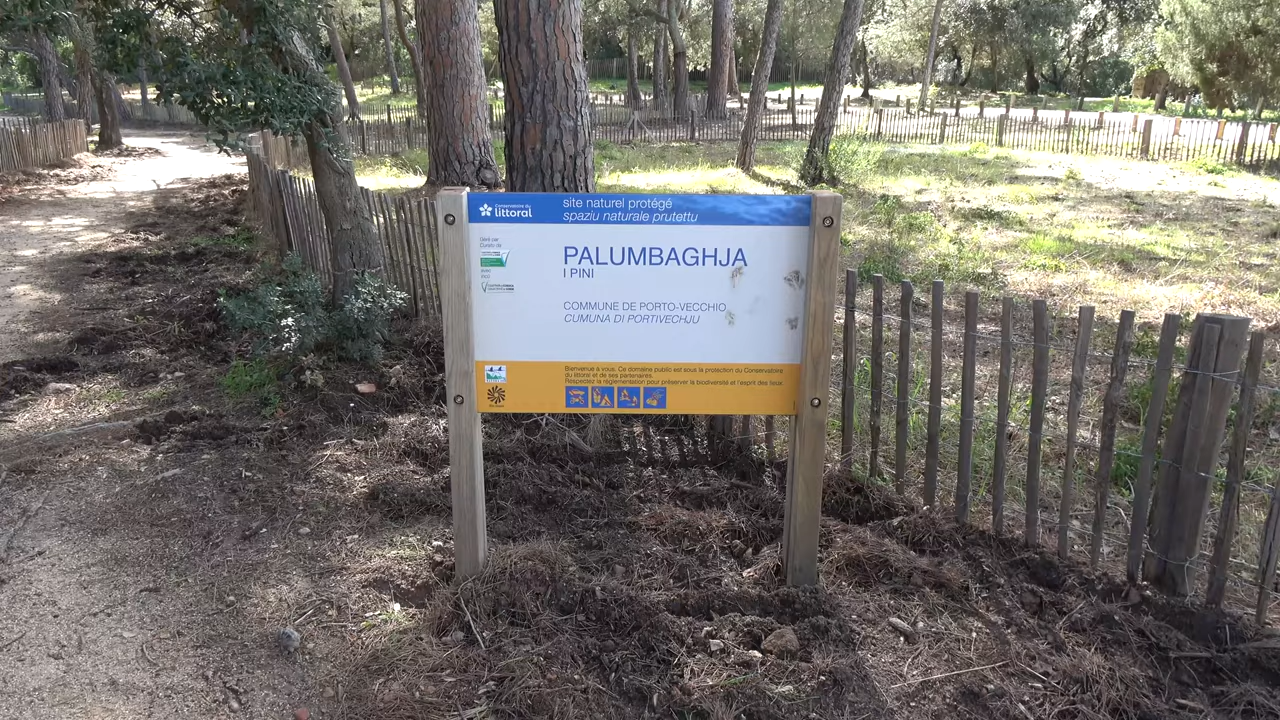 Conservatoire du
littoral
site naturel protégé
spaziu naturale prutettu
Géré par
PALUMBAGHJA
I PINI
COMMUNE DE PORTO-VECCHIO
CUMUNA DI PORTIVECHJU
Bienvenue à vous. Ce domaine public est sous la protection du Conservatoire
du littoral et de ses partenaires.
Respectez la réglementation pour préserver la biodiversité et l'esprit des lieux.